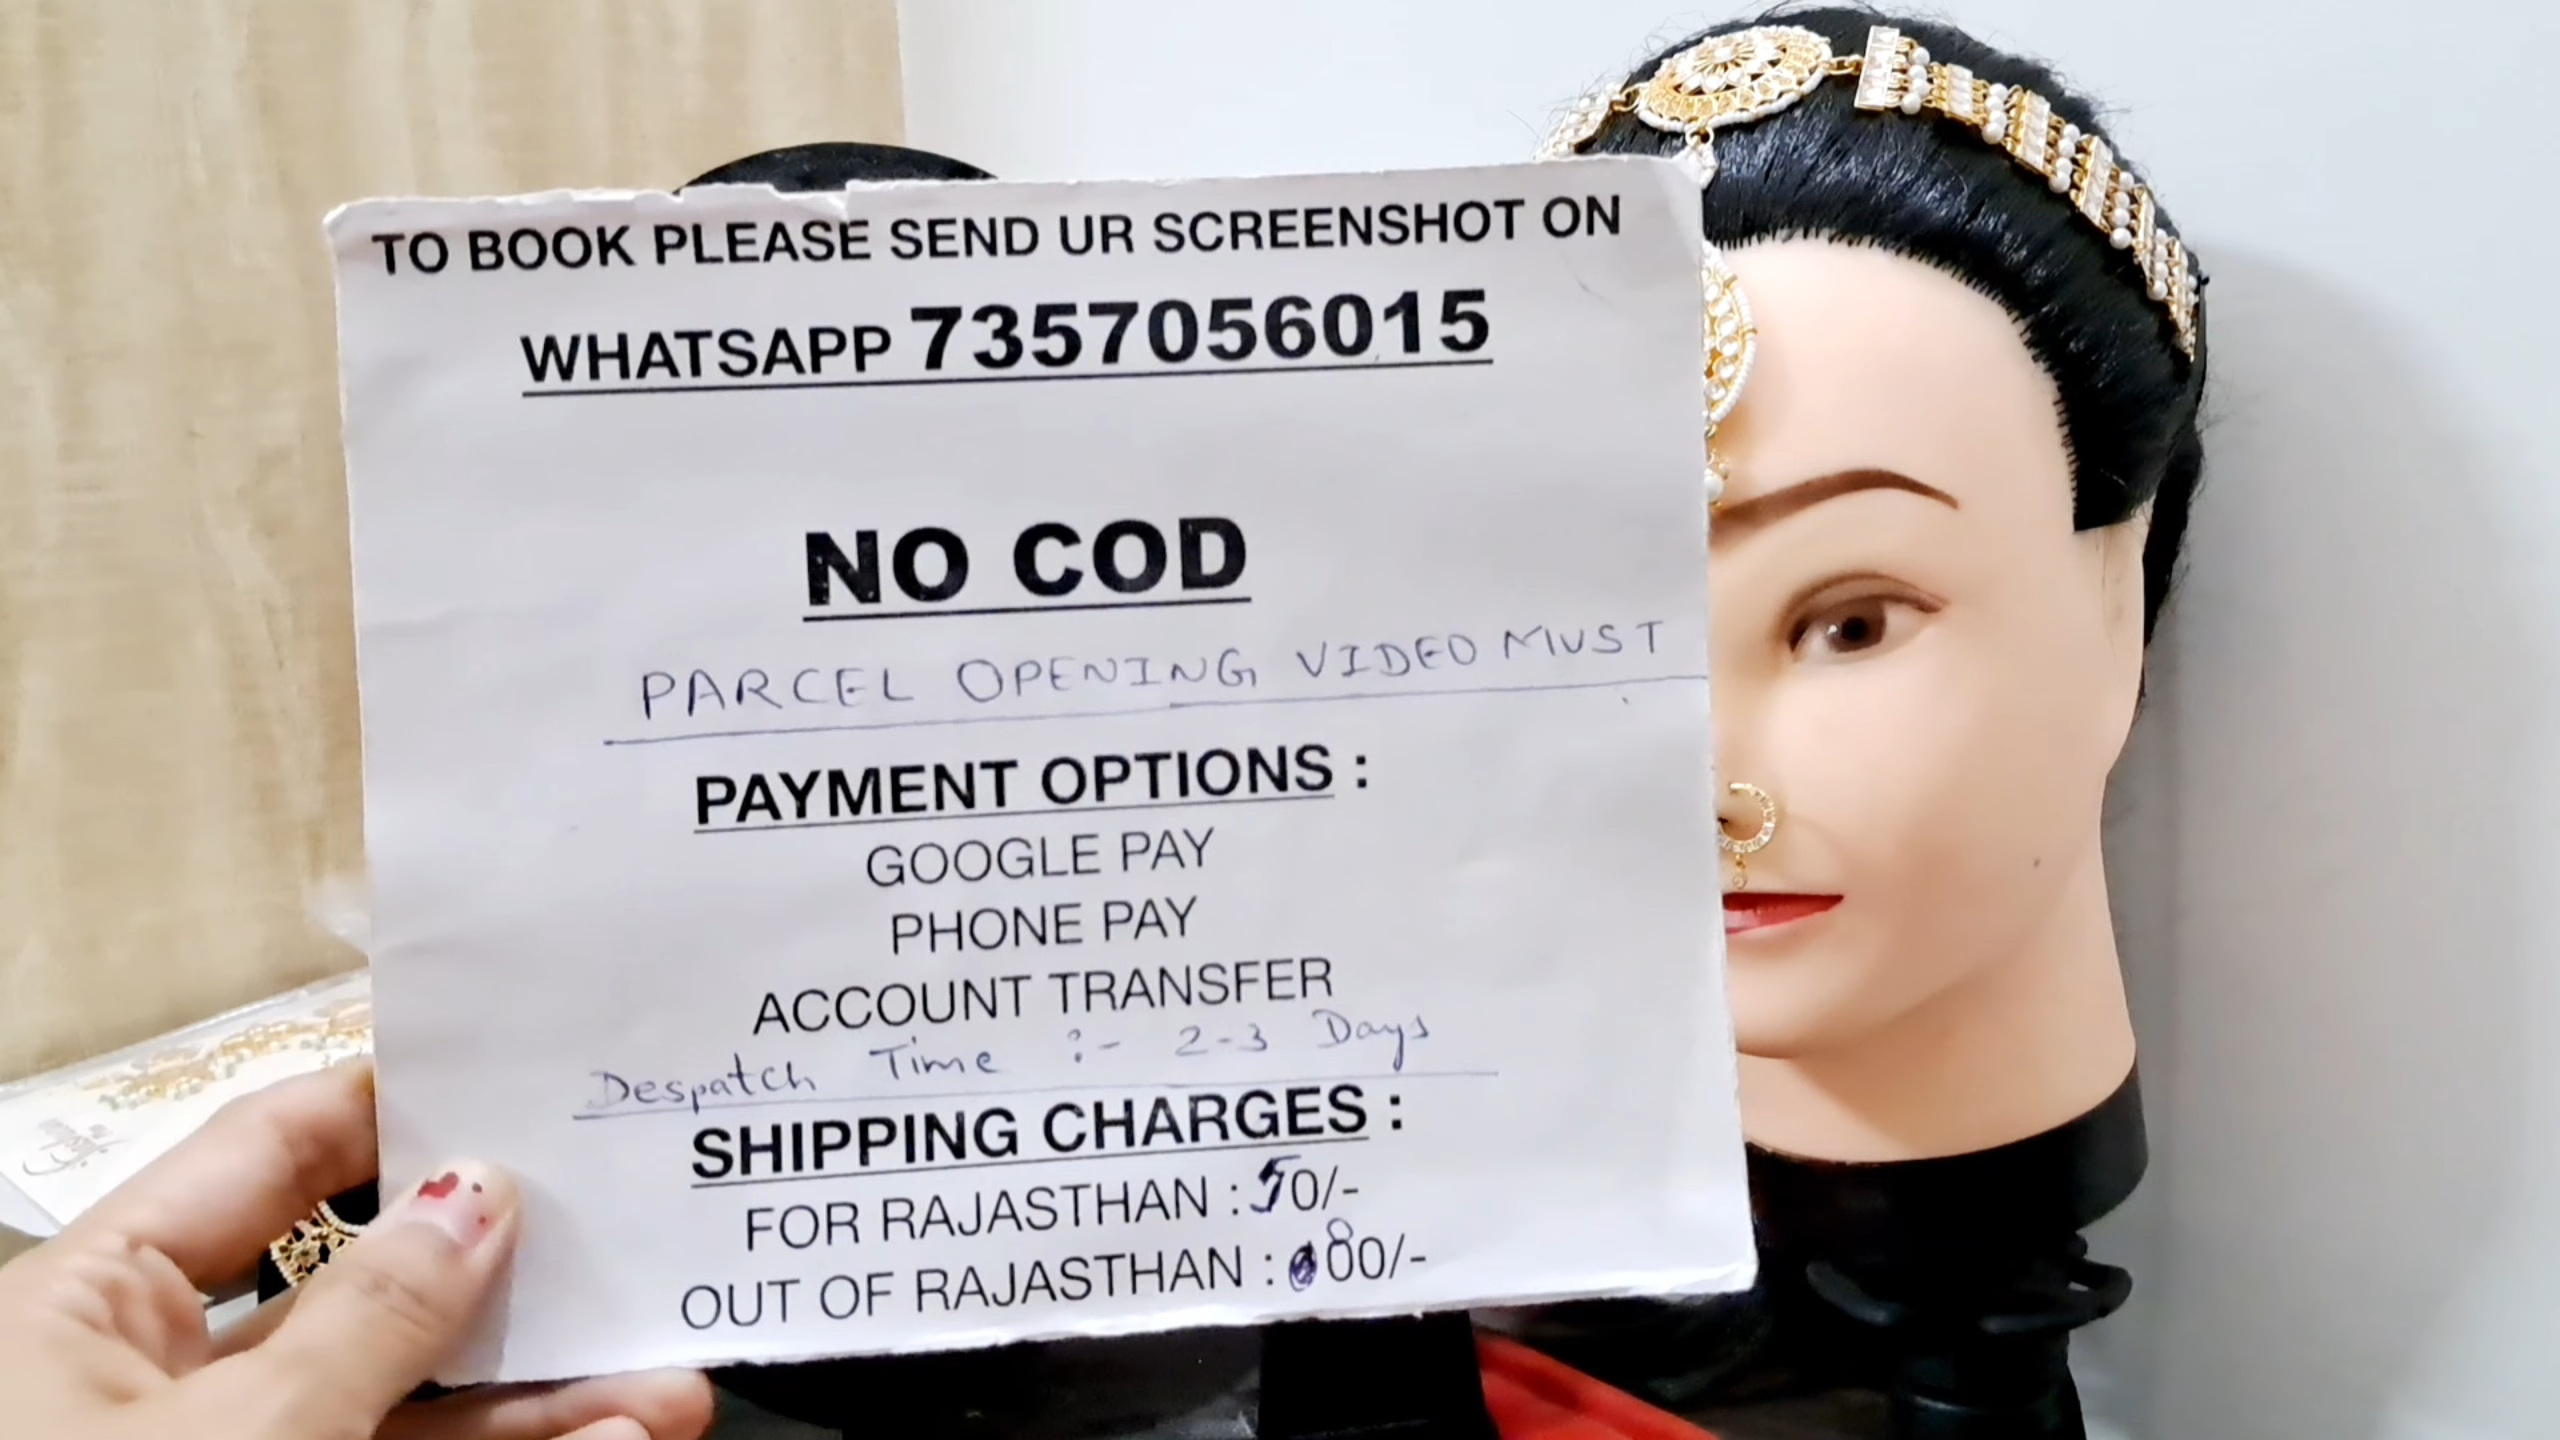 TO BOOK PLEASE SEND UR SCREENSHOT ON
WHATSAPP 7357056015
NO COD
PARCEL OPENING VIDEO MUST
PAYMENT OPTIONS :
GOOGLE PAY
PHONE PAY
ACCOUNT TRANSFER
Despatch Time :- 2-3 Days
SHIPPING CHARGES :
FOR RAJASTHAN : 50/-
OUT OF RAJASTHAN : 80/-